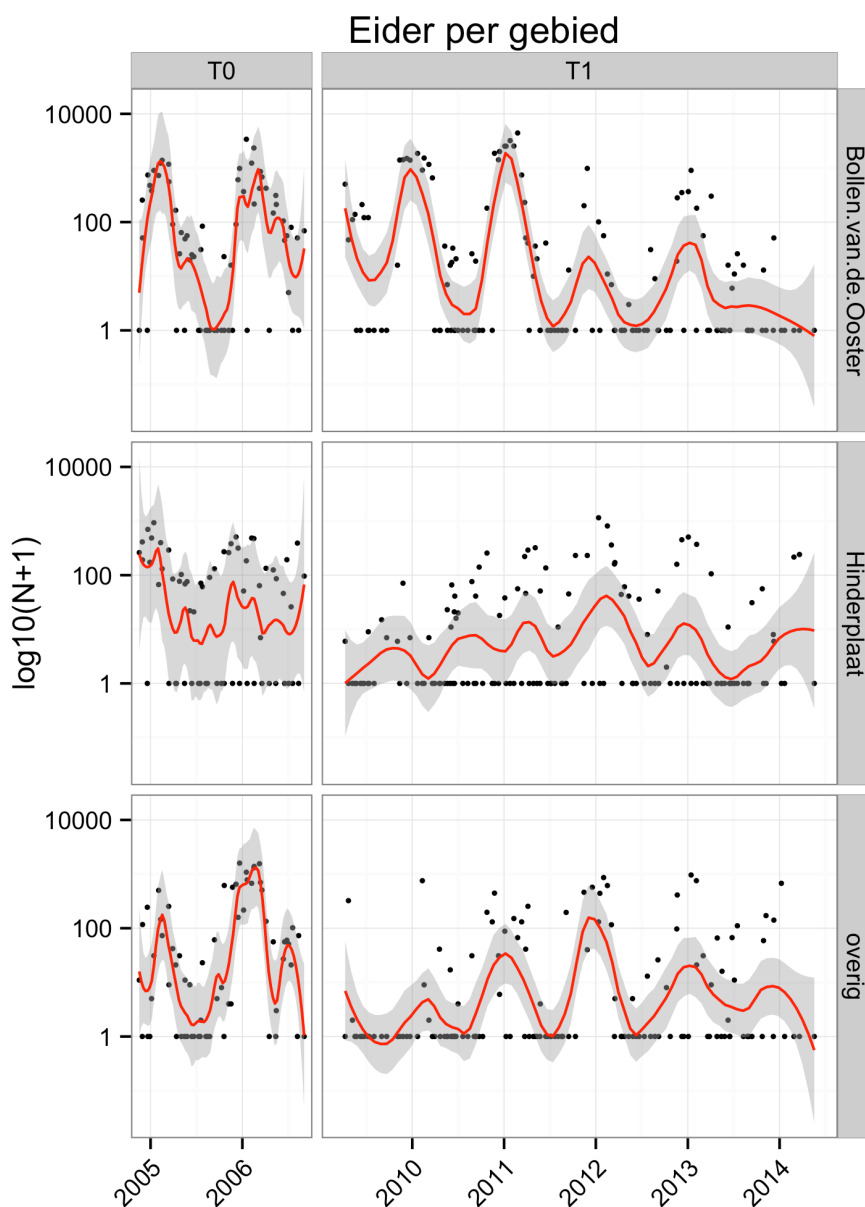 Eider per gebied
T0 T1
10000
100
1
Bollen.van.de.Ooster
10000
100
1
Hinderplaat
log10(N+1)
10000
100
1
overig
2005 2006 2010 2011 2012 2013 2014